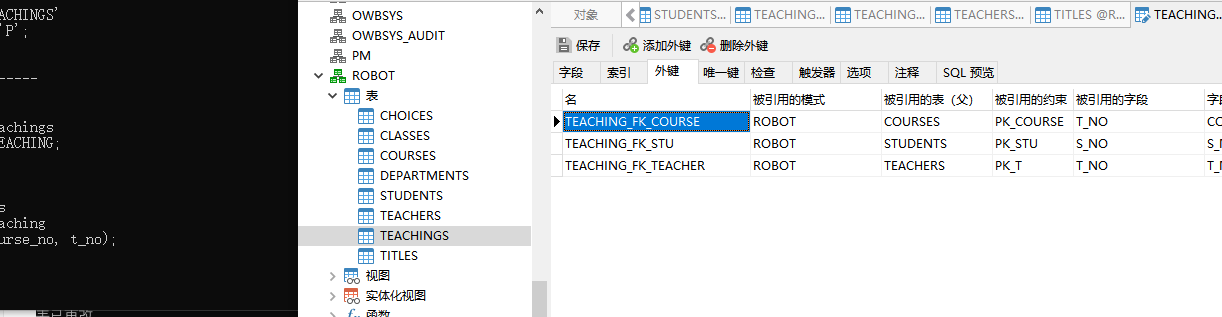 ACHINGS'
'P';
-----
achings
EACHING;
s
aching
urse_no, t_no);
OWBSYS
OWBSYS_AUDIT
PM
ROBOT
表
CHOICES
CLASSES
COURSES
DEPARTMENTS
STUDENTS
TEACHERS
TEACHINGS
TITLES
视图
实体化视图
函数
对象 STUDENTS... TEACHING... TEACHING... TEACHERS... TITLES @R... TEACHING...
保存 添加外键 删除外键
字段 索引 外键 唯一键 检查 触发器 选项 注释 SQL 预览
名 被引用的模式 被引用的表（父） 被引用的约束 被引用的字段 字
TEACHING_FK_COURSE ROBOT COURSES PK_COURSE T_NO CO
TEACHING_FK_STU ROBOT STUDENTS PK_STU S_NO S_N
TEACHING_FK_TEACHER ROBOT TEACHERS PK_T T_NO T_N